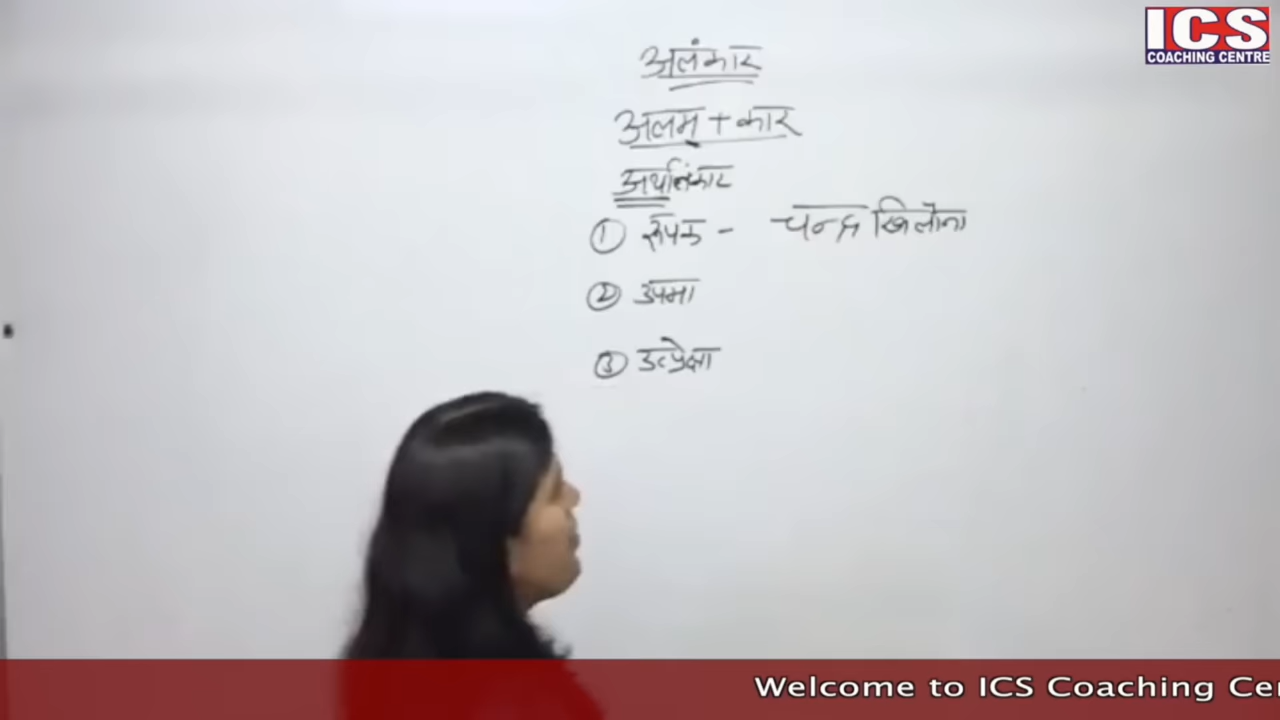 ICS
COACHING CENTRE
अलंकार
अलम् + कार
अर्थालंकार
① रूपक - चन्द्र खिलौना
② उपमा
③ उत्प्रेक्षा
Welcome to ICS Coaching Cen